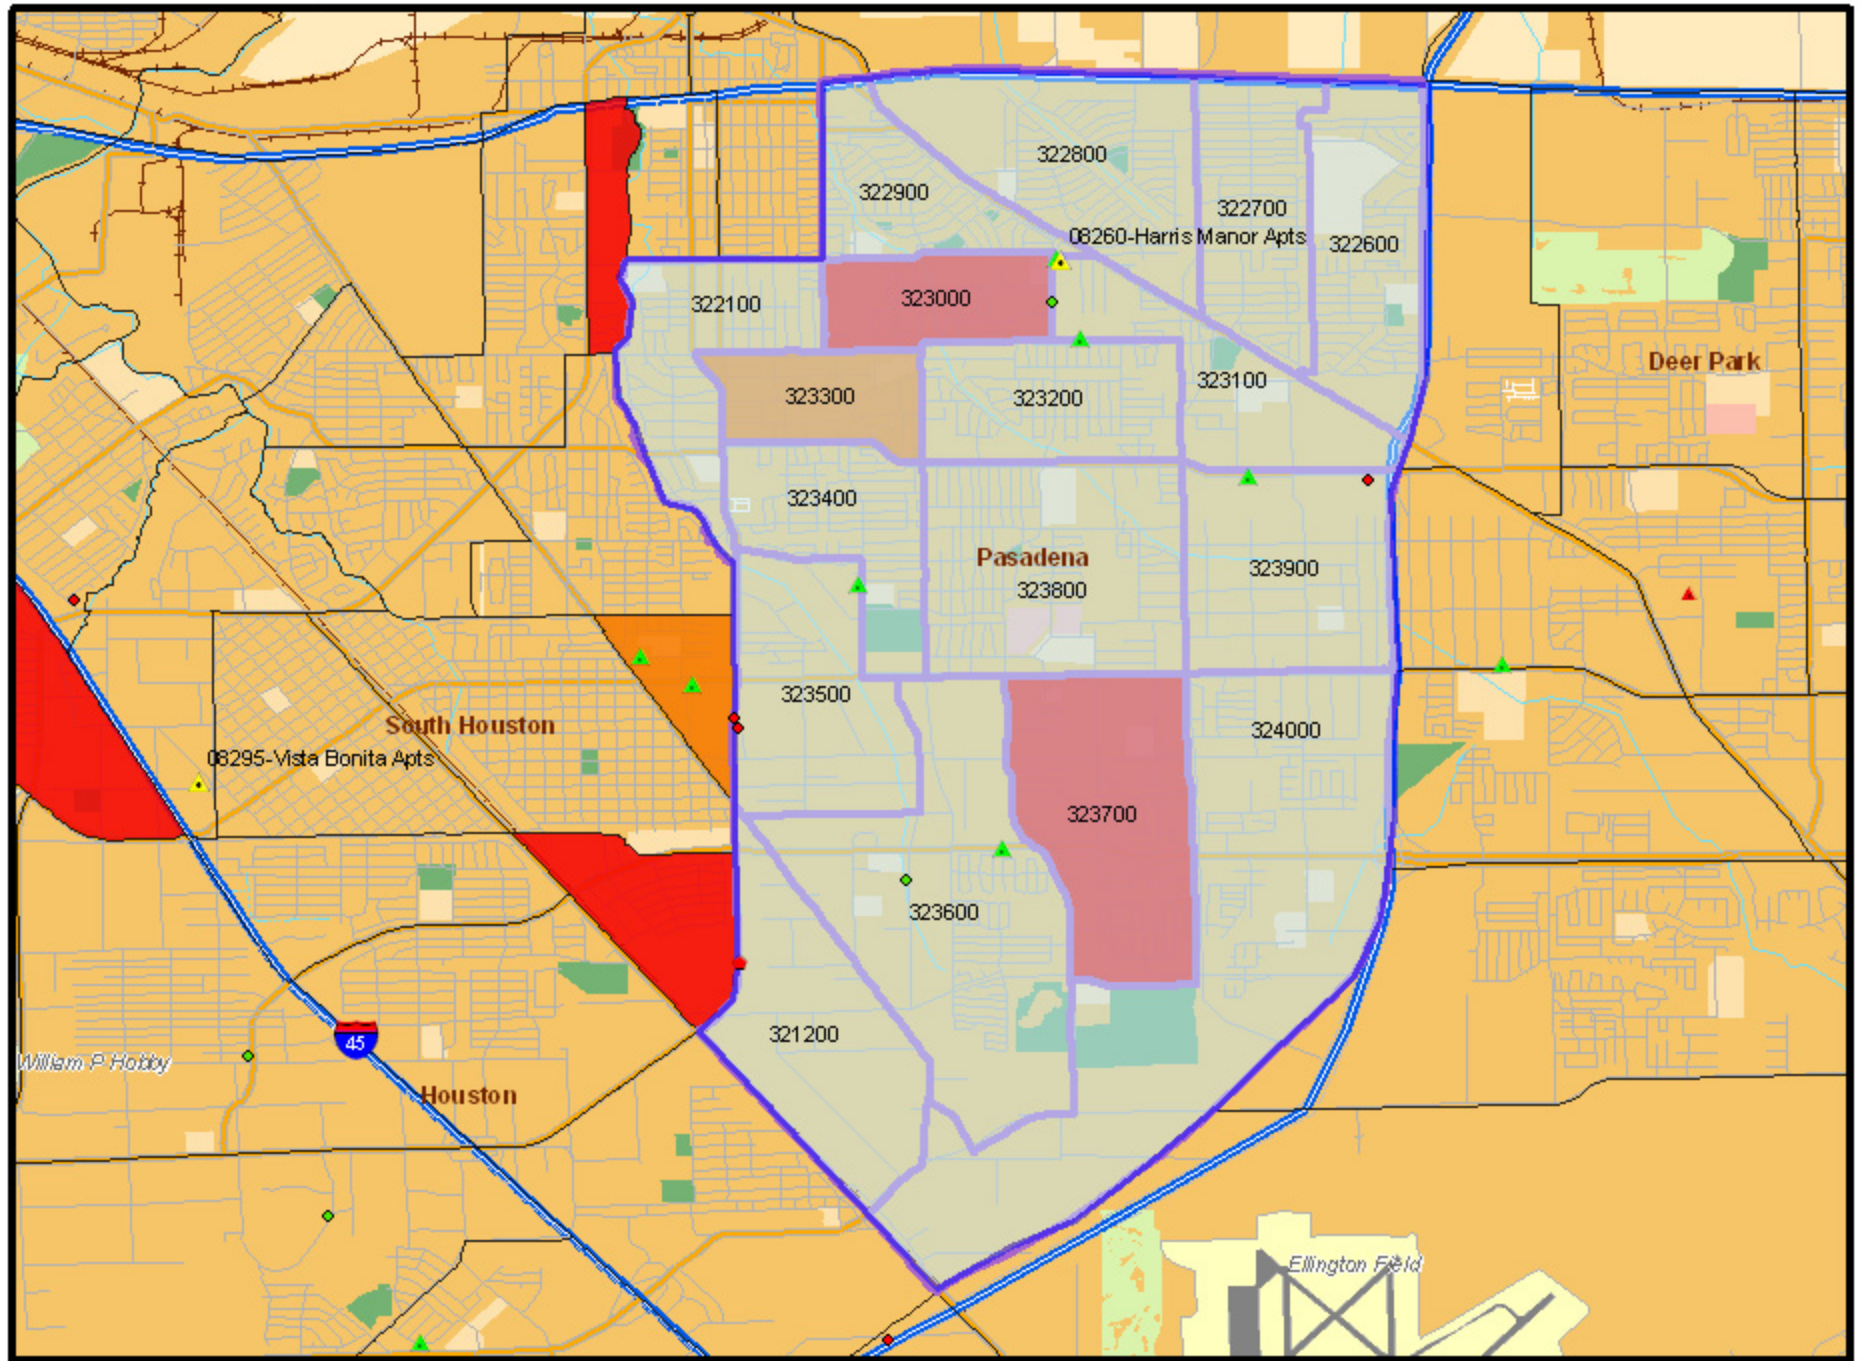 322800
322900
322700
08260-Harris Manor Apts
322600
322100
323000
Deer Park
323100
323300
323200
323400
Pasadena
323900
323800
323500
South Houston
324000
08295-Vista Bonita Apts
323700
323600
321200
45
William P Hobby
Houston
Ellington Field